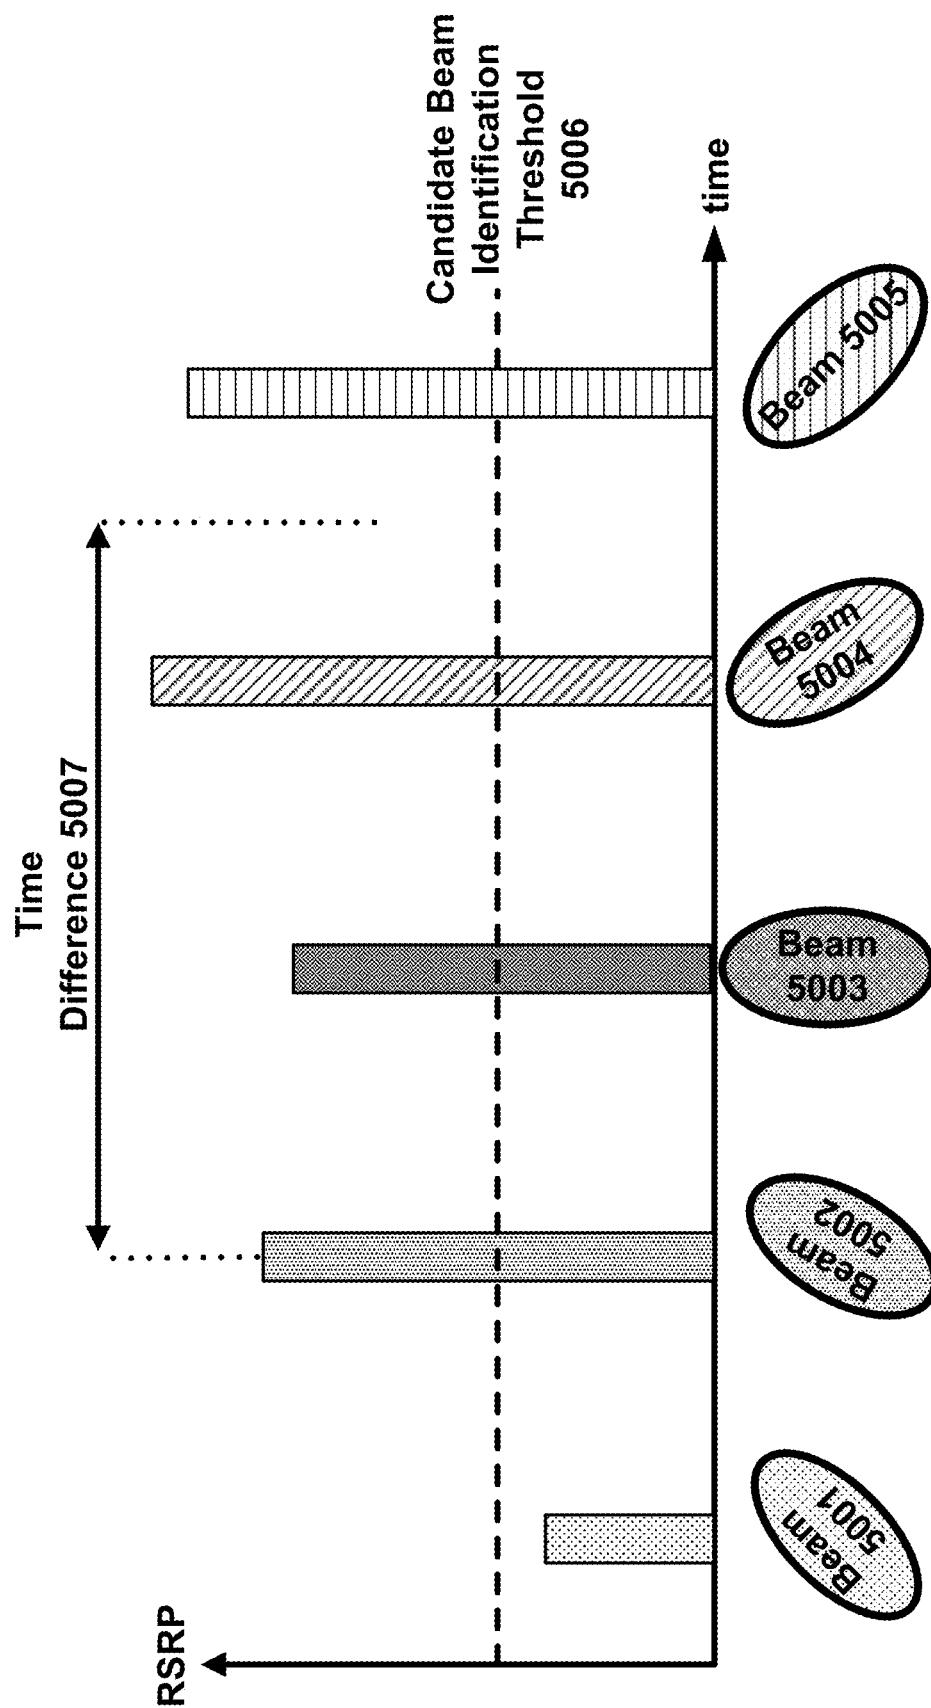 Time
Difference 5007
RSRP
Candidate Beam
Identification
Threshold
5006
time
Beam
5001
Beam
5002
Beam
5003
Beam
5004
Beam 5005